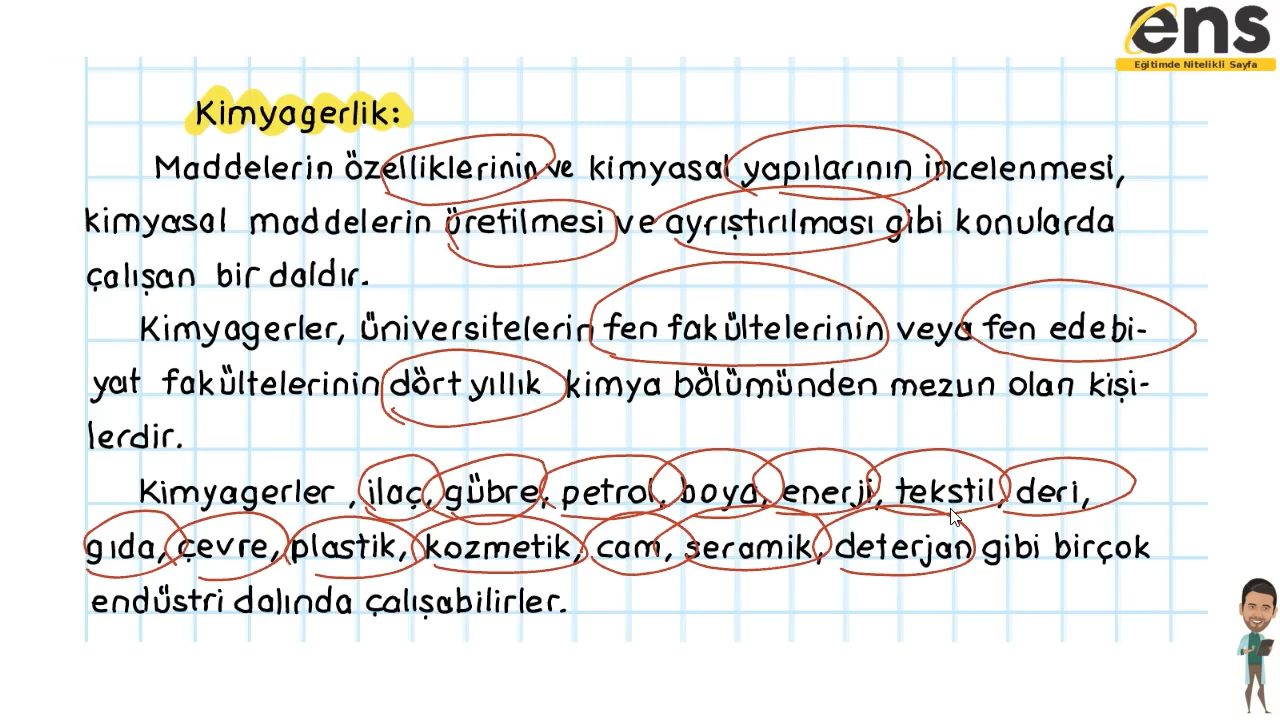 ens
Eğitimde Nitelikli Sayfa
Kimyagerlik:
Maddelerin özelliklerinin ve kimyasal yapılarının incelenmesi,
kimyasal maddelerin üretilmesi ve ayrıştırılması gibi konularda
çalışan bir daldır.
Kimyagerler, üniversitelerin fen fakültelerinin veya fen edebi-
yat fakültelerinin dört yıllık kimya bölümünden mezun olan kişi-
lerdir.
Kimyagerler, ilaç, gübre, petrol, boya, enerji, tekstil, deri,
gıda, çevre, plastik, kozmetik, cam, seramik, deterjan gibi birçok
endüstri dalında çalışabilirler.